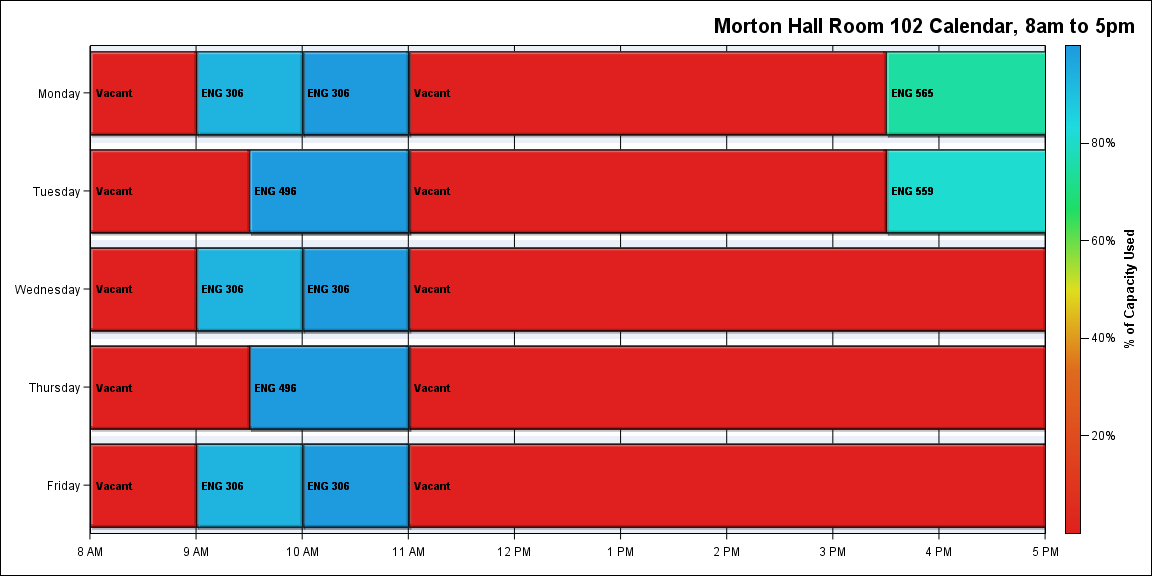 Morton Hall Room 102 Calendar, 8am to 5pm
Monday
Vacant
ENG 306
ENG 306
Vacant
ENG 565
Tuesday
Vacant
ENG 496
Vacant
ENG 559
Wednesday
Vacant
ENG 306
ENG 306
Vacant
Thursday
Vacant
ENG 496
Vacant
Friday
Vacant
ENG 306
ENG 306
Vacant
8 AM
9 AM
10 AM
11 AM
12 PM
1 PM
2 PM
3 PM
4 PM
5 PM
80%
60%
40%
20%
% of Capacity Used